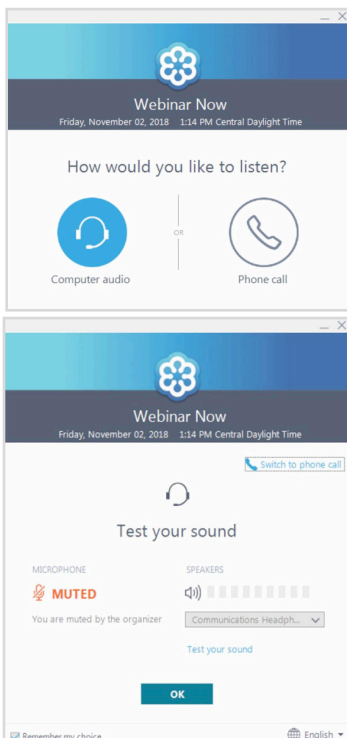 Webinar Now
Friday, November 02, 2018 1:14 PM Central Daylight Time
How would you like to listen?
OR
Computer audio
Phone call
Webinar Now
Friday, November 02, 2018 1:14 PM Central Daylight Time
Switch to phone call
Test your sound
MICROPHONE
SPEAKERS
MUTED
You are muted by the organizer
Communications Headph...
Test your sound
OK
Remember my choice
English